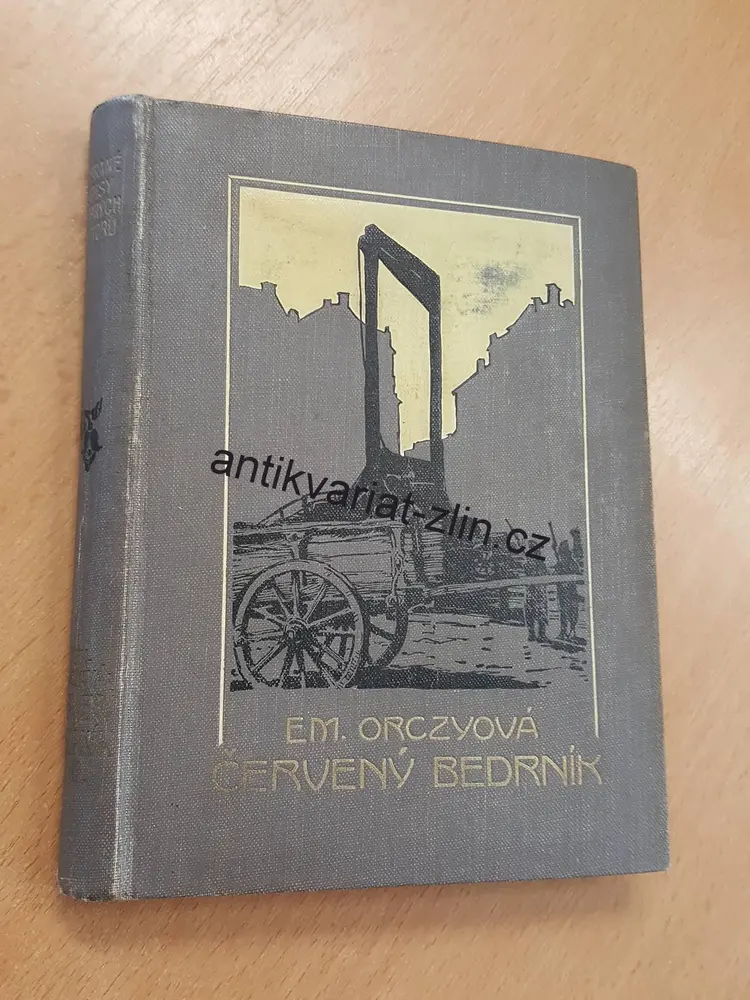 antikvariat-zlin.cz
EM. ORCZYOVÁ
ČERVENÝ BEDRNÍK